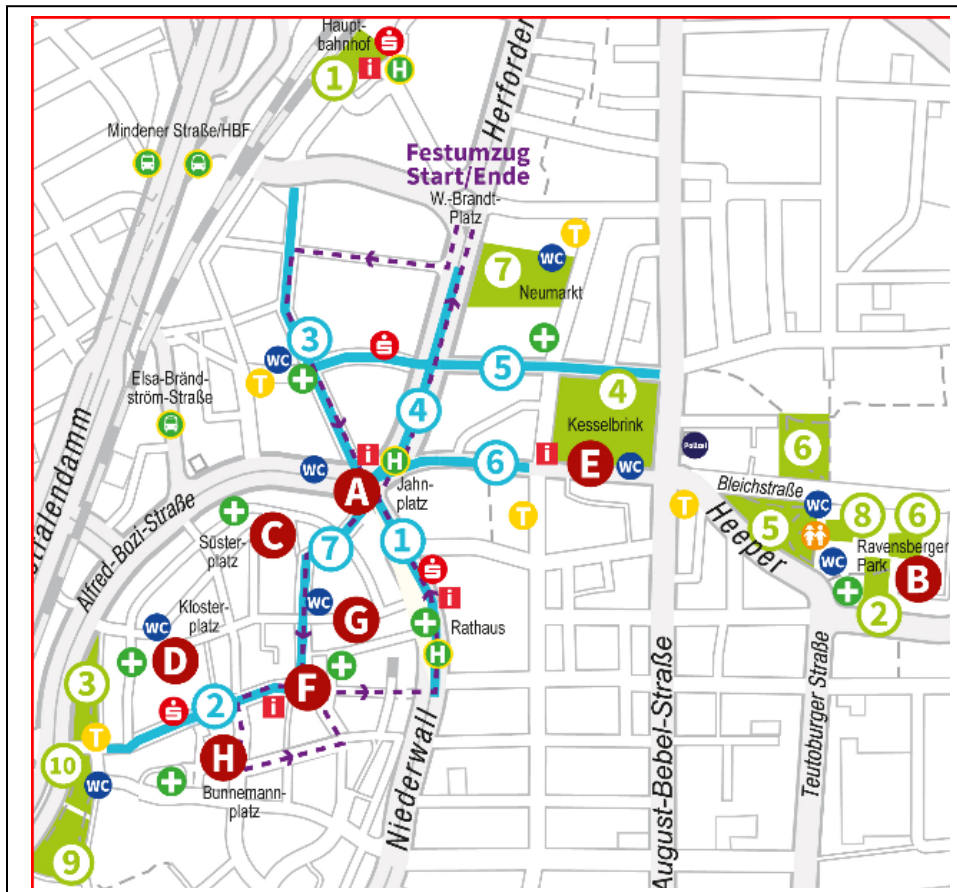 Haupt-
bahnhof
S
i
H
1
Mindener Straße/HBF
Herforder
Festumzug
Start/Ende
W.-Brandt-
Platz
T
WC
7
Neumarkt
3
S
5
WC
T
4
Kesselbrink
Elsa-Bränd-
ström-Straße
4
6
i
H
WC
A
Jahn-
platz
6
i
E
WC
Polizei
Bleichstraße
stralendamm
Alfred-Bozi-Straße
T
T
Heeper
5
WC
8
6
Ravensberger
Park
WC
B
2
C
Süster-
platz
7
1
S
i
Rathaus
H
Kloster-
platz
WC
D
WC
G
3
2
S
i
F
T
10
WC
H
Bunnemann-
platz
9
Niederwall
August-Bebel-Straße
Teutoburger Straße